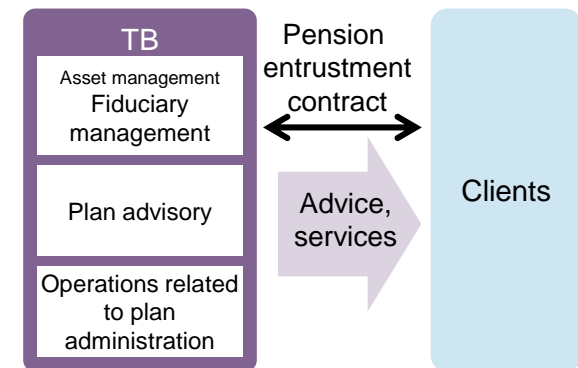 TB
Asset management
Fiduciary
management
Plan advisory
Operations related
to plan
administration
Pension
entrustment
contract
Advice,
services
Clients